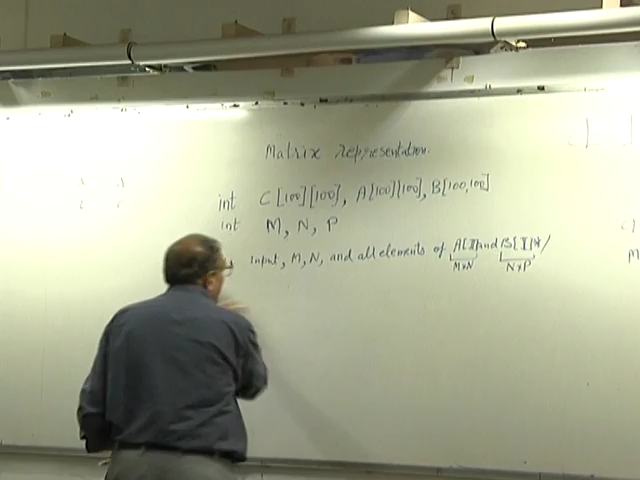 Matrix Representation.
int C[100][100], A[100][100], B[100,100]
int M, N, P
input, M, N, and all elements of A[] and B[] */
M×N N×P